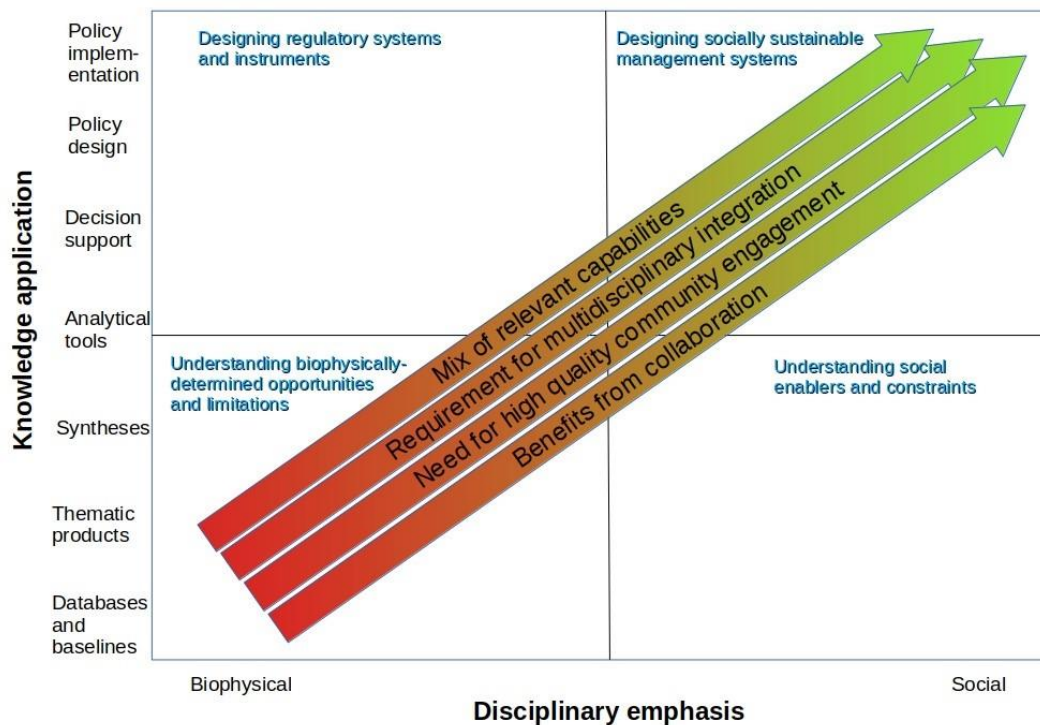 Policy
implem-
entation
Policy
design
Decision
support
Analytical
tools
Syntheses
Thematic
products
Databases
and
baselines
Knowledge application
Designing regulatory systems
and instruments
Designing socially sustainable
management systems
Understanding biophysically-
determined opportunities
and limitations
Understanding social
enablers and constraints
Mix of relevant capabilities
Requirement for multidisciplinary integration
Need for high quality community engagement
Benefits from collaboration
Biophysical
Social
Disciplinary emphasis